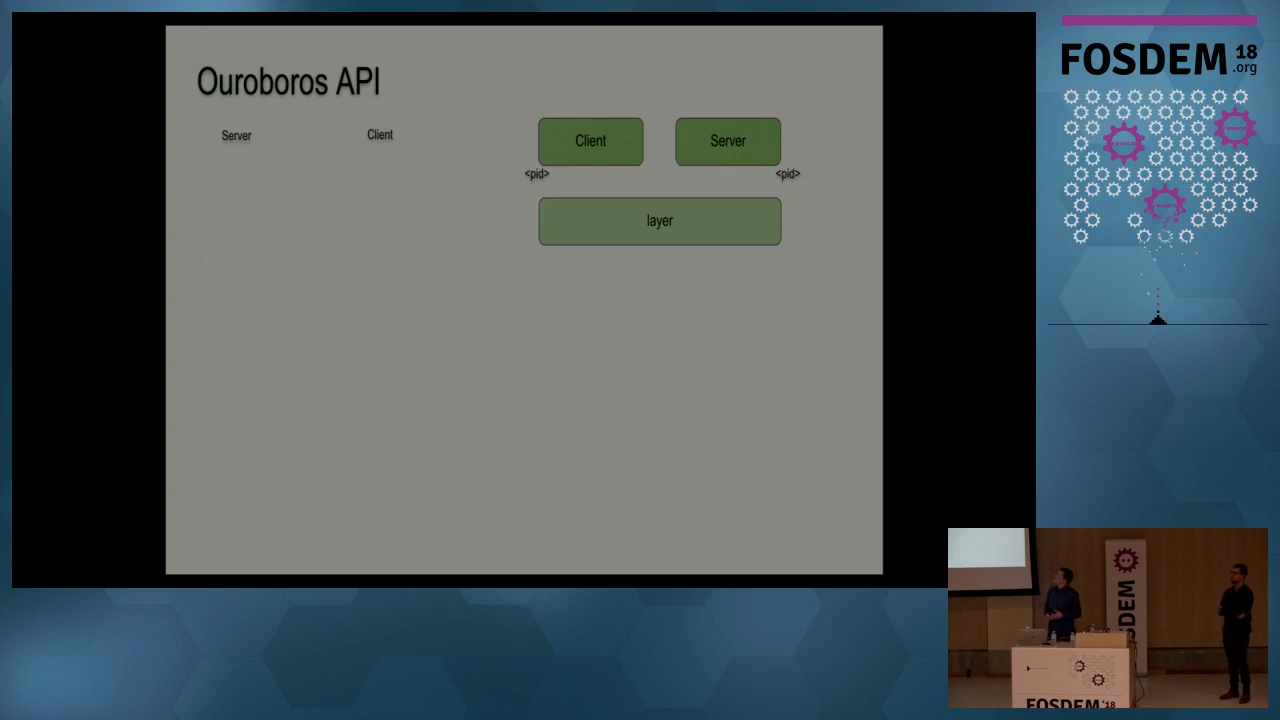 Ouroboros API
Server
Client
Client
Server
<pid>
<pid>
layer
FOSDEM 18
.org
FOSDEM
FOSDEM '18